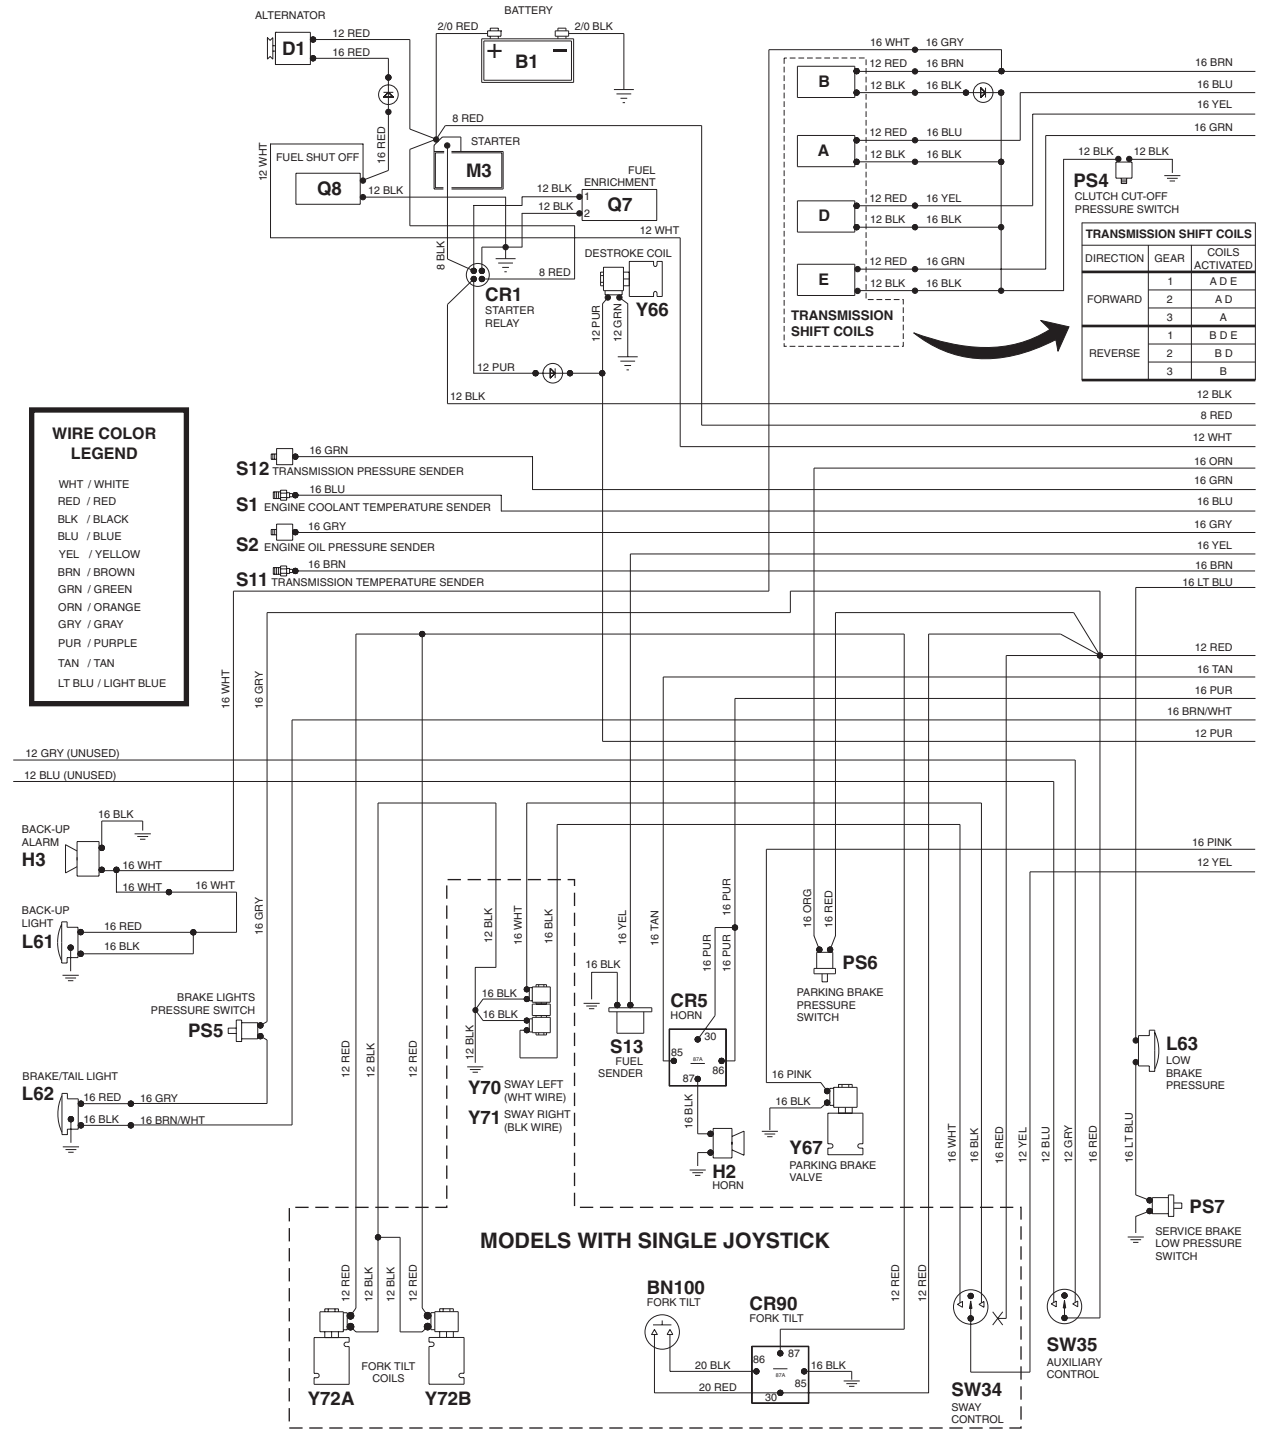 ALTERNATOR
D1
12 RED
16 RED
BATTERY
2/0 RED
2/0 BLK
+ −
B1
16 RED
12 WHT
FUEL SHUT OFF
Q8
12 BLK
8 RED
STARTER
M3
FUEL
ENRICHMENT
12 BLK
12 BLK
1
2
Q7
12 WHT
8 BLK
8 RED
CR1
STARTER
RELAY
DESTROKE COIL
Y66
12 PUR
12 GRN
12 PUR
12 BLK
16 WHT
16 GRY
B
12 RED
16 BRN
12 BLK
16 BLK
A
12 RED
16 BLU
12 BLK
16 BLK
D
12 RED
16 YEL
12 BLK
16 BLK
E
12 RED
16 GRN
12 BLK
16 BLK
TRANSMISSION
SHIFT COILS
16 BRN
16 BLU
16 YEL
16 GRN
12 BLK
12 BLK
PS4
CLUTCH CUT-OFF
PRESSURE SWITCH
TRANSMISSION SHIFT COILS
DIRECTION GEAR COILS
ACTIVATED
FORWARD
1 A D E
2 A D
3 A
REVERSE
1 B D E
2 B D
3 B
12 BLK
8 RED
12 WHT
16 ORN
16 GRN
16 BLU
16 GRY
16 YEL
16 BRN
16 LT BLU
12 RED
16 TAN
16 PUR
16 BRN/WHT
12 PUR
WIRE COLOR
LEGEND
WHT / WHITE
RED / RED
BLK / BLACK
BLU / BLUE
YEL / YELLOW
BRN / BROWN
GRN / GREEN
ORN / ORANGE
GRY / GRAY
PUR / PURPLE
TAN / TAN
LT BLU / LIGHT BLUE
16 GRN
S12 TRANSMISSION PRESSURE SENDER
16 BLU
S1 ENGINE COOLANT TEMPERATURE SENDER
16 GRY
S2 ENGINE OIL PRESSURE SENDER
16 BRN
S11 TRANSMISSION TEMPERATURE SENDER
16 WHT
16 GRY
12 GRY (UNUSED)
12 BLU (UNUSED)
16 BLK
BACK-UP
ALARM
H3
16 WHT
16 WHT
16 WHT
BACK-UP
LIGHT
L61
16 RED
16 BLK
16 GRY
BRAKE LIGHTS
PRESSURE SWITCH
PS5
BRAKE/TAIL LIGHT
L62
16 RED
16 GRY
16 BLK
16 BRN/WHT
12 RED
12 BLK
12 RED
12 BLK
16 WHT
16 BLK
16 BLK
16 BLK
12 BLK
Y70 SWAY LEFT
(WHT WIRE)
Y71 SWAY RIGHT
(BLK WIRE)
16 YEL
16 TAN
16 BLK
S13
FUEL
SENDER
16 PUR
16 PUR
16 PUR
CR5
HORN
30
85
87A
86
87
16 BLK
H2
HORN
16 PINK
12 YEL
16 ORG
16 RED
PS6
PARKING BRAKE
PRESSURE
SWITCH
16 PINK
16 BLK
Y67
PARKING BRAKE
VALVE
L63
LOW
BRAKE
PRESSURE
16 WHT
16 BLK
16 RED
12 YEL
12 BLU
12 GRY
16 RED
16 LT BLU
PS7
SERVICE BRAKE
LOW PRESSURE
SWITCH
MODELS WITH SINGLE JOYSTICK
12 RED
12 BLK
12 BLK
12 RED
Y72A
FORK TILT
COILS
Y72B
BN100
FORK TILT
CR90
FORK TILT
87
86
87A
85
30
20 BLK
20 RED
16 BLK
12 RED
12 RED
SW34
SWAY
CONTROL
SW35
AUXILIARY
CONTROL